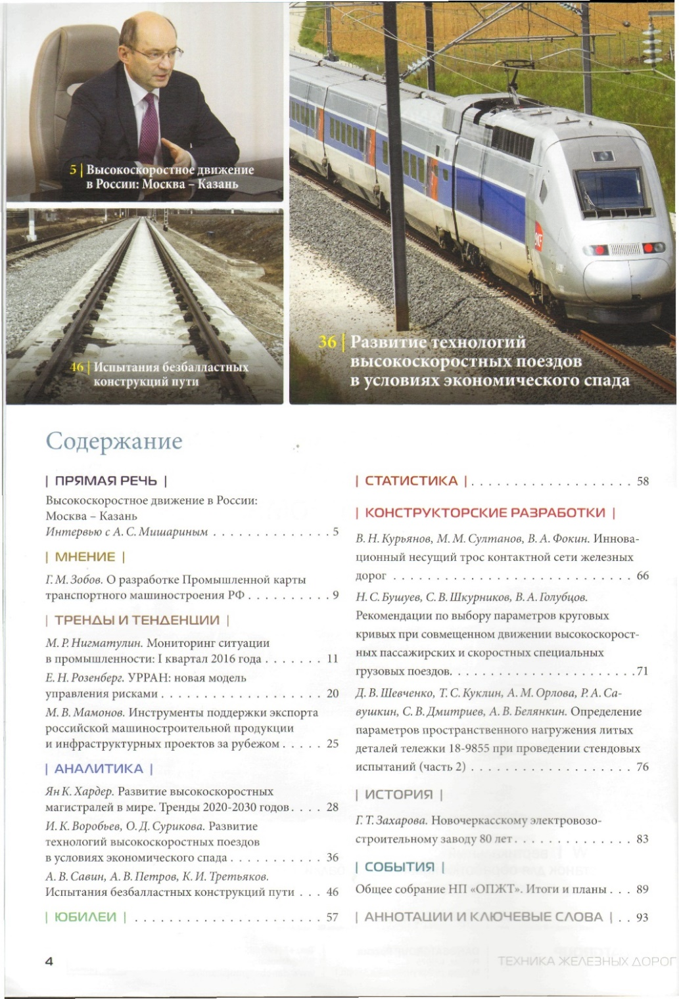 5 | Высокоскоростное движение
в России: Москва – Казань
46 | Испытания безбалластных
конструкций пути
36 | Развитие технологий
высокоскоростных поездов
в условиях экономического спада
Содержание
| ПРЯМАЯ РЕЧЬ |
Высокоскоростное движение в России:
Москва – Казань
Интервью с А. С. Мишариным . . . . . . . . . . . . . . . 5
| МНЕНИЕ |
Г. М. Зобов. О разработке Промышленной карты
транспортного машиностроения РФ . . . . . . . . . . 9
| ТРЕНДЫ И ТЕНДЕНЦИИ |
М. Р. Нигматулин. Мониторинг ситуации
в промышленности: I квартал 2016 года . . . . . . . 11
Е. Н. Розенберг. УРРАН: новая модель
управления рисками . . . . . . . . . . . . . . . . . . . . 20
М. В. Мамонов. Инструменты поддержки экспорта
российской машиностроительной продукции
и инфраструктурных проектов за рубежом . . . . . 25
| АНАЛИТИКА |
Ян К. Хардер. Развитие высокоскоростных
магистралей в мире. Тренды 2020-2030 годов . . . . 28
И. К. Воробьев, О. Д. Сурикова. Развитие
технологий высокоскоростных поездов
в условиях экономического спада . . . . . . . . . . . 36
А. В. Савин, А. В. Петров, К. И. Третьяков.
Испытания безбалластных конструкций пути . . . 46
| ЮБИЛЕИ | . . . . . . . . . . . . . . . . . . . . . . . 57
| СТАТИСТИКА | . . . . . . . . . . . . . . . . . . . 58
| КОНСТРУКТОРСКИЕ РАЗРАБОТКИ |
В. Н. Курьянов, М. М. Султанов, В. А. Фокин. Иннова-
ционный несущий трос контактной сети железных
дорог . . . . . . . . . . . . . . . . . . . . . . . . . . . . 66
Н. С. Бушуев, С. В. Шкурников, В. А. Голубцов.
Рекомендации по выбору параметров круговых
кривых при совмещенном движении высокоскорост-
ных пассажирских и скоростных специальных
грузовых поездов. . . . . . . . . . . . . . . . . . . . . 71
Д. В. Шевченко, Т. С. Куклин, А. М. Орлова, Р. А. Са-
вушкин, С. В. Дмитриев, А. В. Белянкин. Определение
параметров пространственного нагружения литых
деталей тележки 18-9855 при проведении стендовых
испытаний (часть 2) . . . . . . . . . . . . . . . . . . . 76
| ИСТОРИЯ |
Г. Т. Захарова. Новочеркасскому электровозо-
строительному заводу 80 лет . . . . . . . . . . . . . . 83
| СОБЫТИЯ |
Общее собрание НП «ОПЖТ». Итоги и планы . . . 89
| АННОТАЦИИ И КЛЮЧЕВЫЕ СЛОВА | . . 93
4
ТЕХНИКА ЖЕЛЕЗНЫХ ДОРОГ